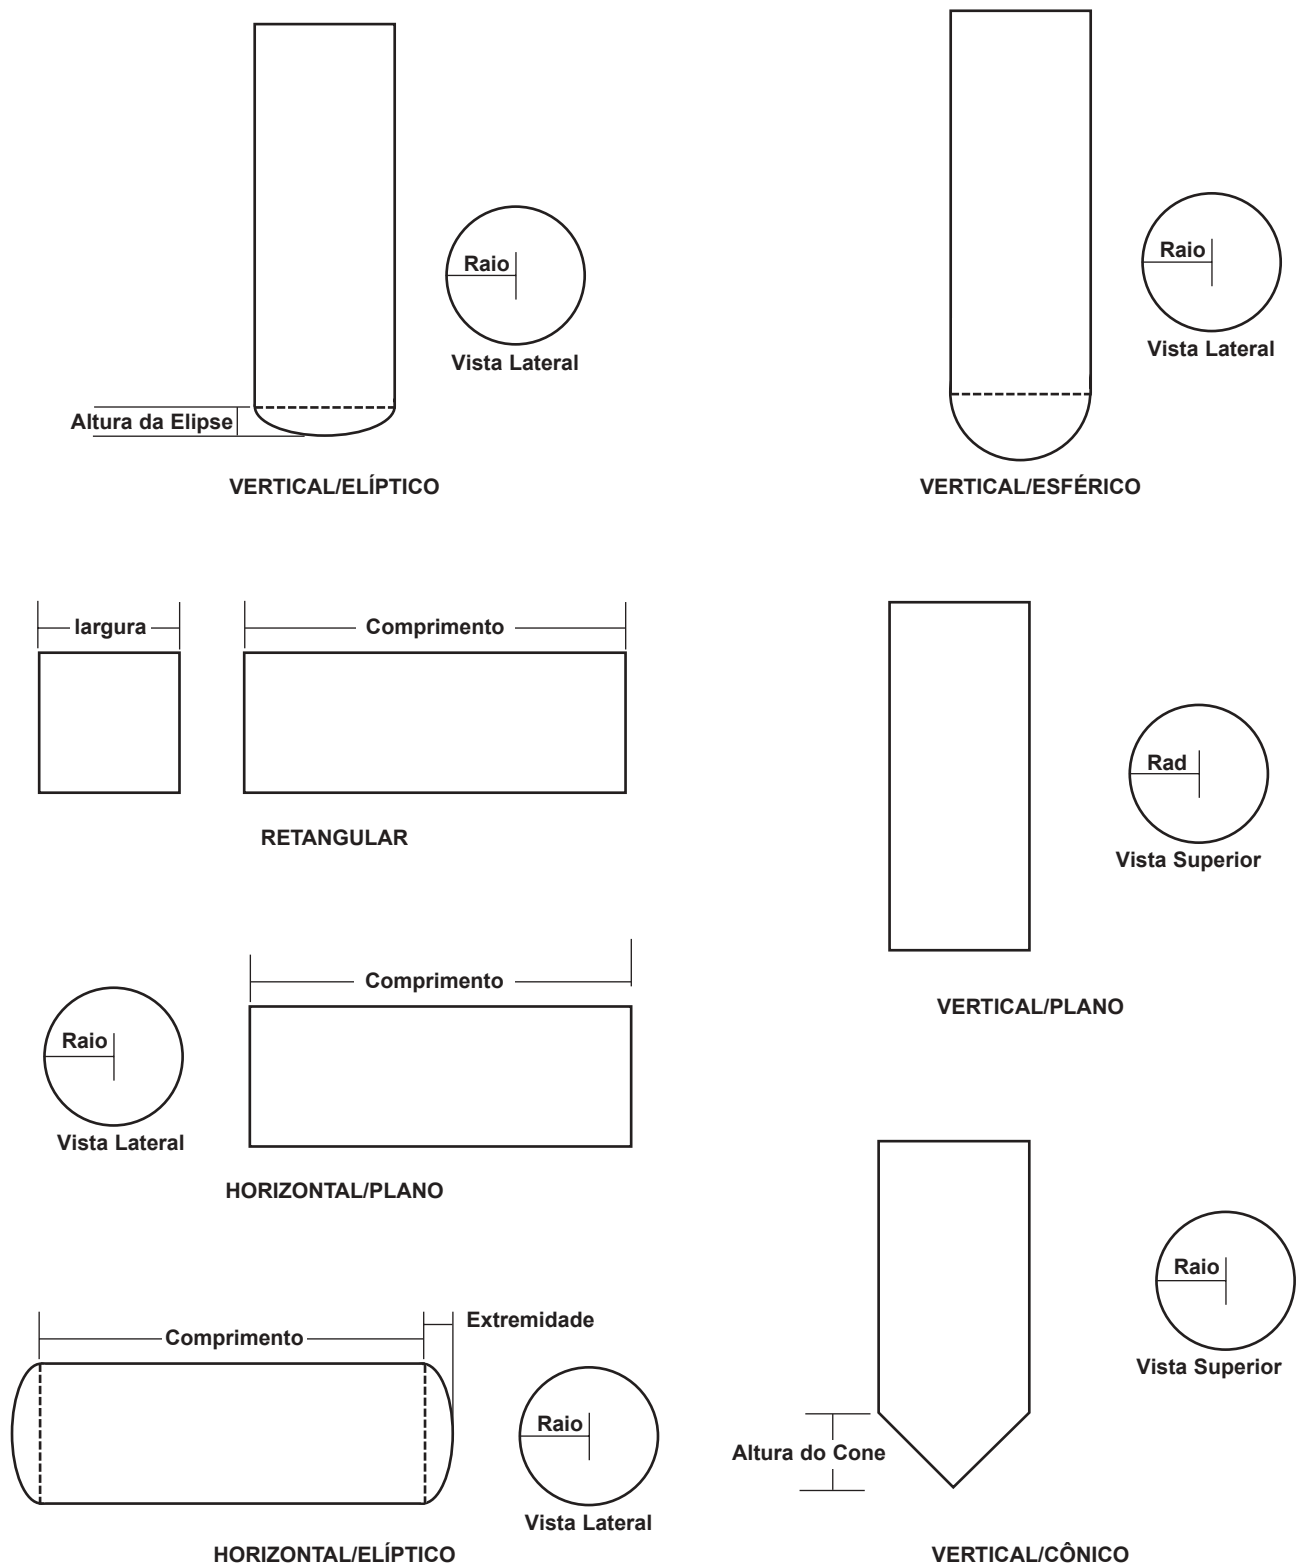 Raio
Vista Lateral
Altura da Elipse
VERTICAL/ELÍPTICO
Raio
Vista Lateral
VERTICAL/ESFÉRICO
largura
Comprimento
RETANGULAR
Rad
Vista Superior
VERTICAL/PLANO
Comprimento
Raio
Vista Lateral
HORIZONTAL/PLANO
Extremidade
Comprimento
Raio
Vista Lateral
HORIZONTAL/ELÍPTICO
Raio
Vista Superior
Altura do Cone
VERTICAL/CÔNICO